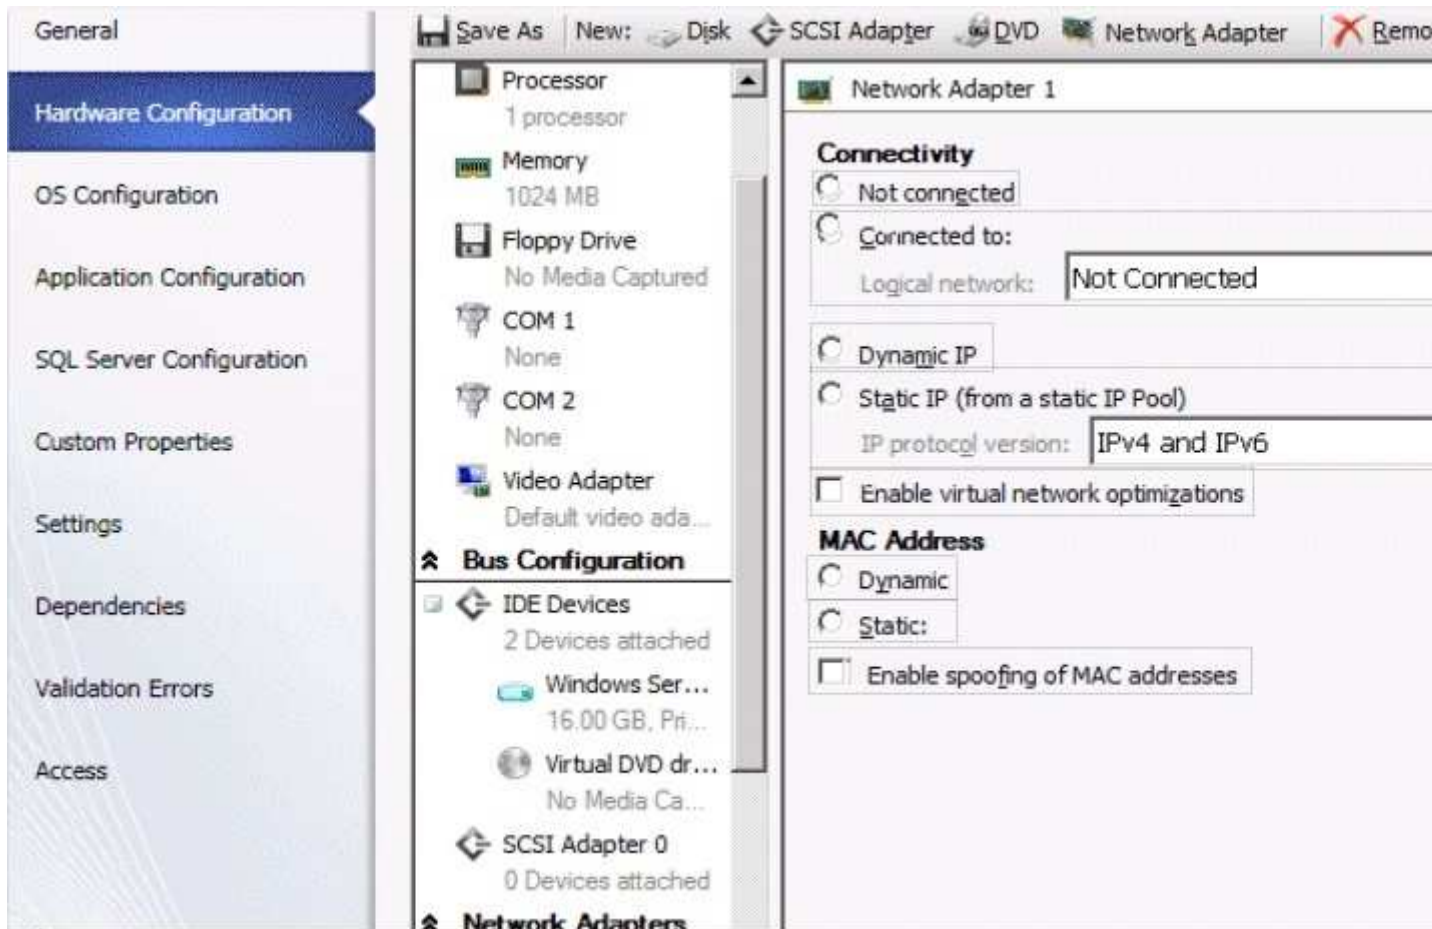 General
Hardware Configuration
OS Configuration
Application Configuration
SQL Server Configuration
Custom Properties
Settings
Dependencies
Validation Errors
Access
Save As New: Disk SCSI Adapter DVD Network Adapter Remo
Processor
1 processor
Memory
1024 MB
Floppy Drive
No Media Captured
COM 1
None
COM 2
None
Video Adapter
Default video ada...
Bus Configuration
IDE Devices
2 Devices attached
Windows Ser...
16.00 GB, Pri...
Virtual DVD dr...
No Media Ca...
SCSI Adapter 0
0 Devices attached
Network Adapters
Network Adapter 1
Connectivity
Not connected
Connected to:
Logical network: Not Connected
Dynamic IP
Static IP (from a static IP Pool)
IP protocol version: IPv4 and IPv6
Enable virtual network optimizations
MAC Address
Dynamic
Static:
Enable spoofing of MAC addresses